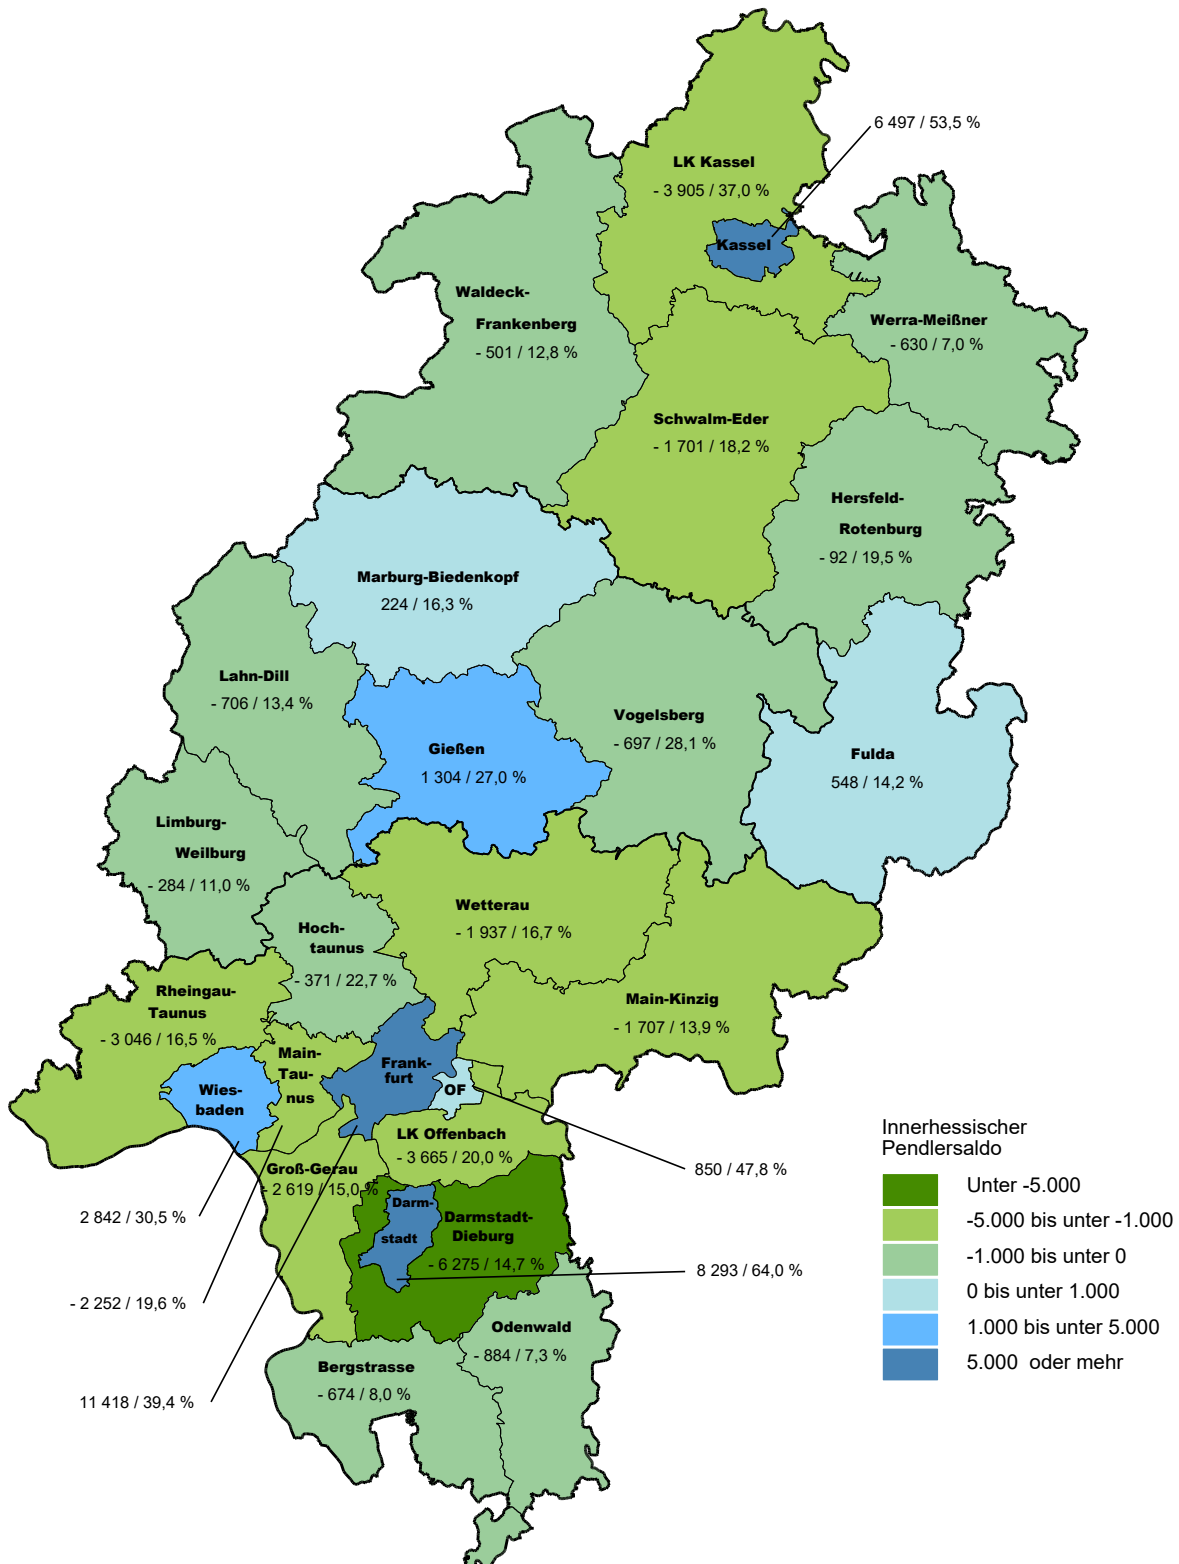 6 497 / 53,5 %
LK Kassel
- 3 905 / 37,0 %
Kassel
Waldeck-
Frankenberg
- 501 / 12,8 %
Werra-Meißner
- 630 / 7,0 %
Schwalm-Eder
- 1 701 / 18,2 %
Hersfeld-
Rotenburg
- 92 / 19,5 %
Marburg-Biedenkopf
224 / 16,3 %
Lahn-Dill
- 706 / 13,4 %
Vogelsberg
- 697 / 28,1 %
Gießen
1 304 / 27,0 %
Fulda
548 / 14,2 %
Limburg-
Weilburg
- 284 / 11,0 %
Wetterau
- 1 937 / 16,7 %
Hoch-
taunus
- 371 / 22,7 %
Rheingau-
Taunus
- 3 046 / 16,5 %
Main-Kinzig
- 1 707 / 13,9 %
Main-
Tau-
nus
Frank-
furt
Wies-
baden
OF
LK Offenbach
- 3 665 / 20,0 %
Groß-Gerau
- 2 619 / 15,0 %
850 / 47,8 %
2 842 / 30,5 %
Darm-
stadt
Darmstadt-
Dieburg
- 6 275 / 14,7 %
8 293 / 64,0 %
- 2 252 / 19,6 %
Odenwald
- 884 / 7,3 %
Bergstrasse
- 674 / 8,0 %
11 418 / 39,4 %
Innerhessischer
Pendlersaldo
Unter -5.000
-5.000 bis unter -1.000
-1.000 bis unter 0
0 bis unter 1.000
1.000 bis unter 5.000
5.000 oder mehr